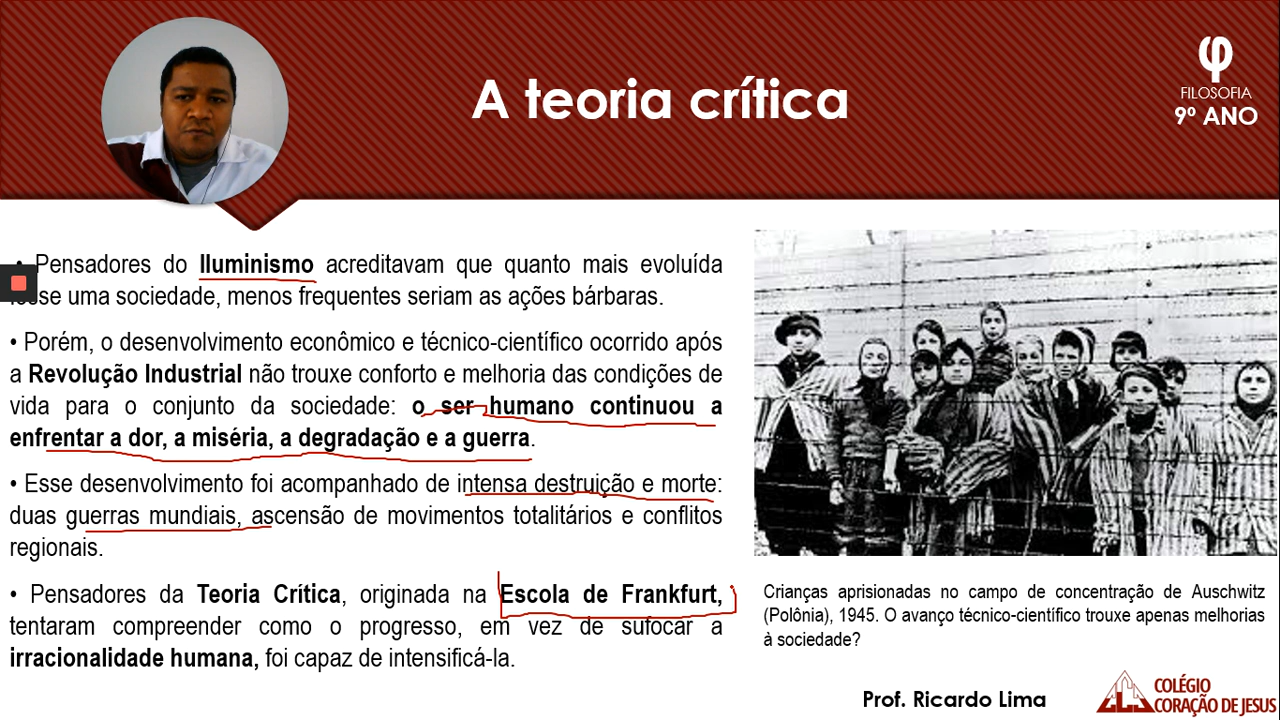 A teoria crítica
φ
FILOSOFIA
9º ANO
• Pensadores do Iluminismo acreditavam que quanto mais evoluída
uma sociedade, menos frequentes seriam as ações bárbaras.
• Porém, o desenvolvimento econômico e técnico-científico ocorrido após
a Revolução Industrial não trouxe conforto e melhoria das condições de
vida para o conjunto da sociedade: o ser humano continuou a
enfrentar a dor, a miséria, a degradação e a guerra.
• Esse desenvolvimento foi acompanhado de intensa destruição e morte:
duas guerras mundiais, ascensão de movimentos totalitários e conflitos
regionais.
• Pensadores da Teoria Crítica, originada na Escola de Frankfurt,
tentaram compreender como o progresso, em vez de sufocar a
irracionalidade humana, foi capaz de intensificá-la.
Crianças aprisionadas no campo de concentração de Auschwitz
(Polônia), 1945. O avanço técnico-científico trouxe apenas melhorias
à sociedade?
Prof. Ricardo Lima
COLÉGIO
CORAÇÃO DE JESUS